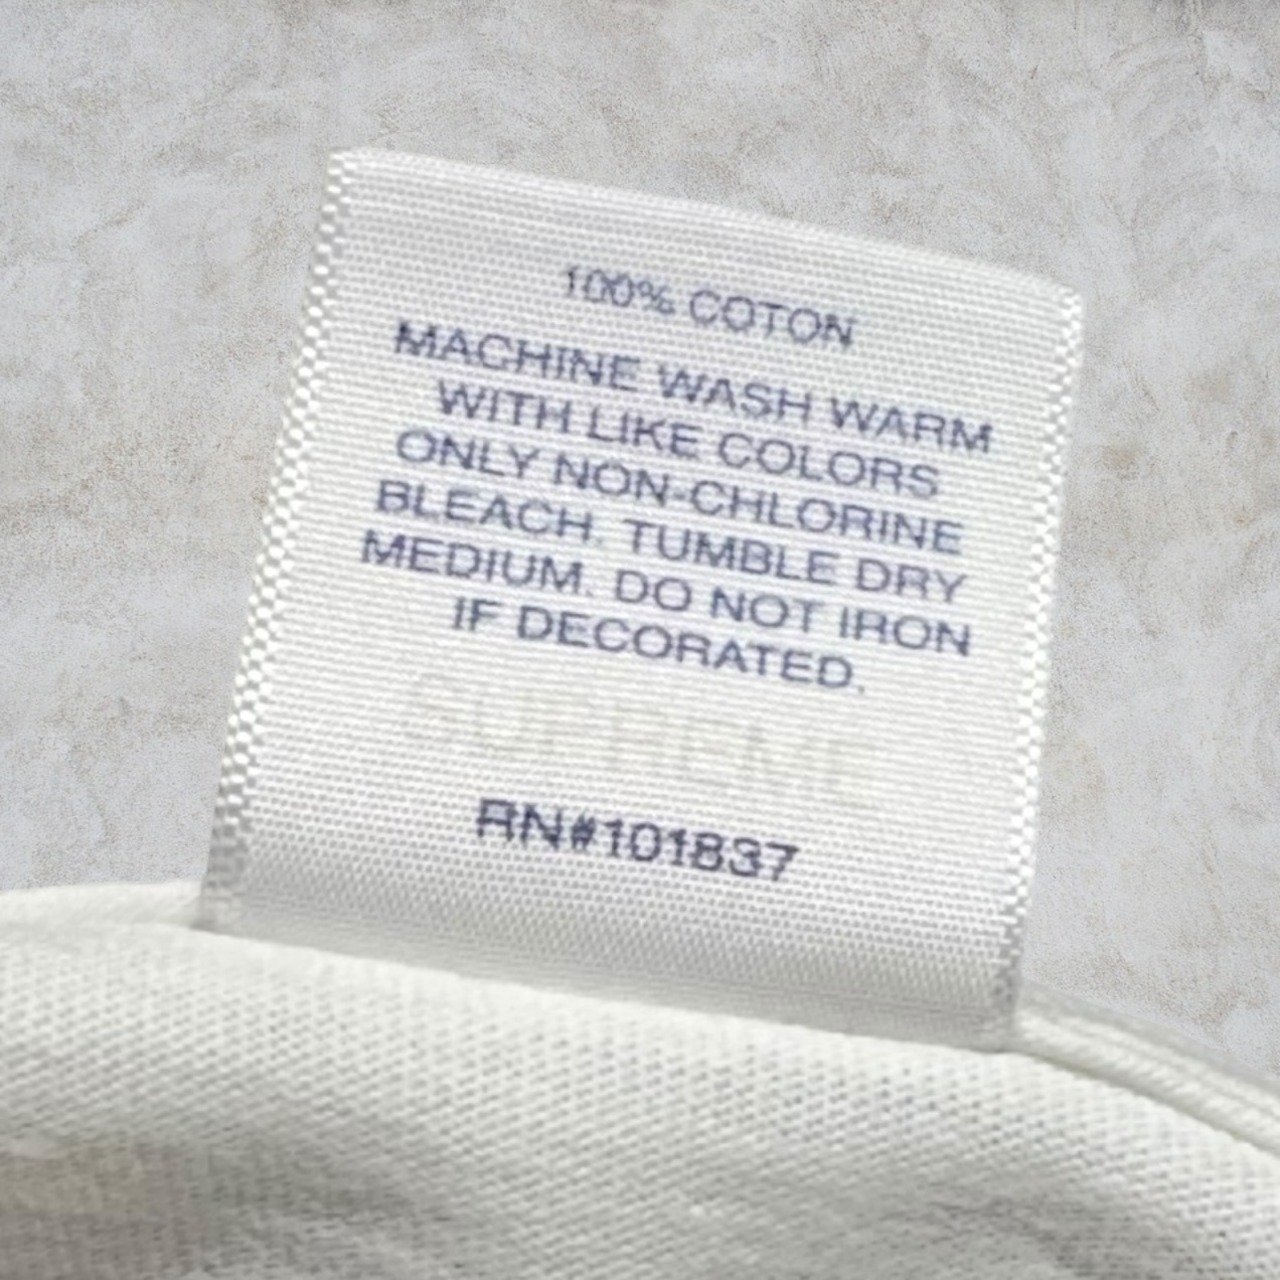 100% COTON
MACHINE WASH WARM
WITH LIKE COLORS
ONLY NON-CHLORINE
BLEACH. TUMBLE DRY
MEDIUM. DO NOT IRON
IF DECORATED.
SUPREME
RN#101837